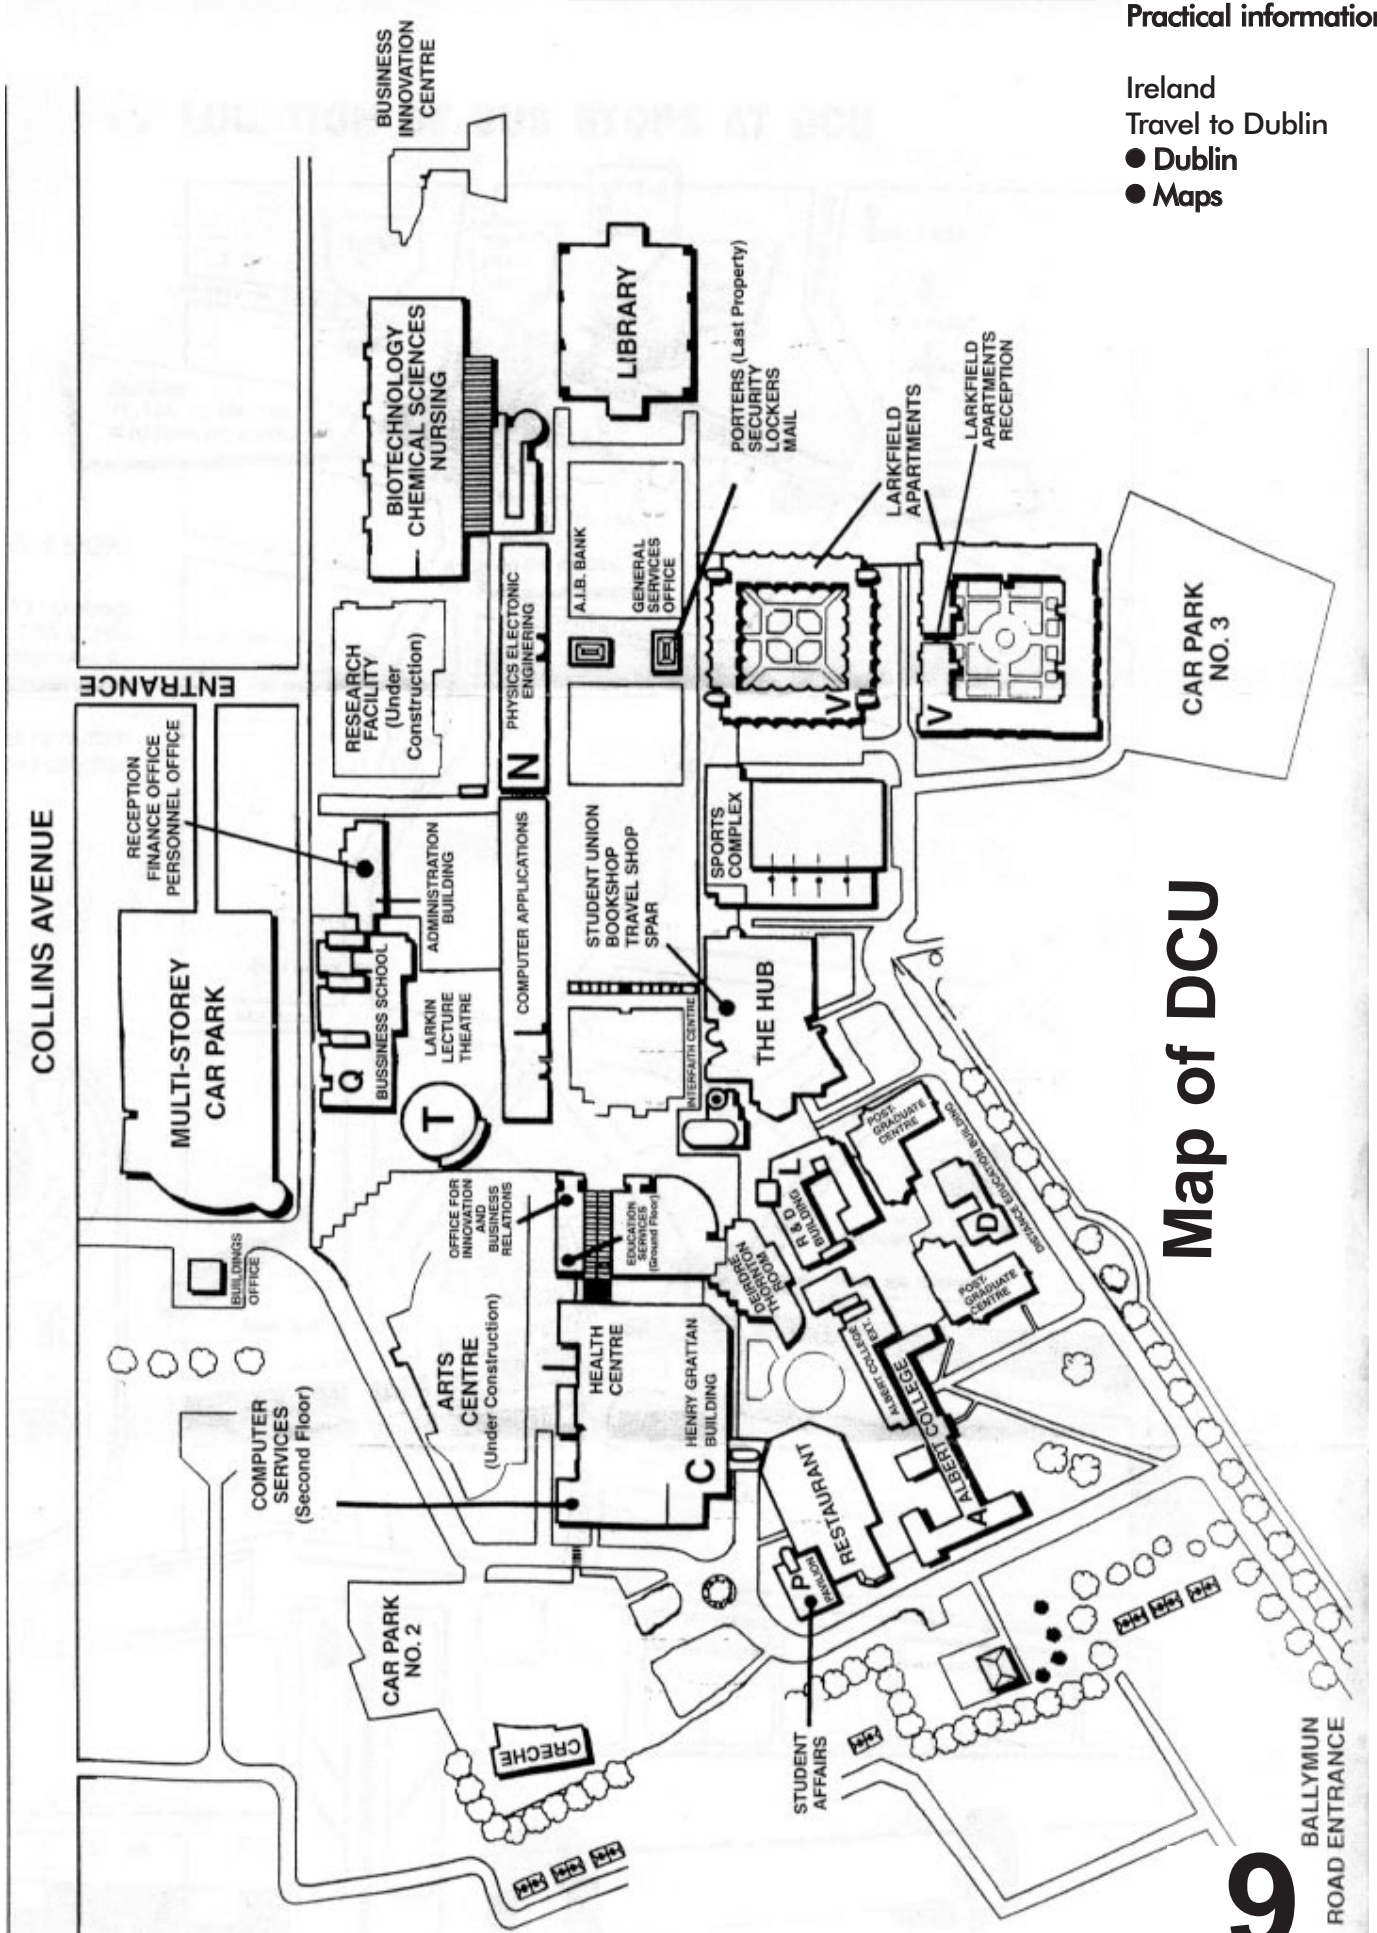 Practical information
Ireland
Travel to Dublin
● Dublin
● Maps
BUSINESS
INNOVATION
CENTRE
BIOTECHNOLOGY
CHEMICAL SCIENCES
NURSING
LIBRARY
PORTERS (Last Property)
SECURITY
LOCKERS
MAIL
LARKFIELD
APARTMENTS
LARKFIELD
APARTMENTS
RECEPTION
COLLINS AVENUE
ENTRANCE
RECEPTION
FINANCE OFFICE
PERSONNEL OFFICE
RESEARCH
FACILITY
(Under
Construction)
PHYSICS ELECTONIC
ENGINEERING
N
A.I.B. BANK
GENERAL
SERVICES
OFFICE
V
V
CAR PARK
NO. 3
MULTI-STOREY
CAR PARK
ADMINISTRATION
BUILDING
BUSSINESS SCHOOL
Q
LARKIN
LECTURE
THEATRE
T
COMPUTER APPLICATIONS
STUDENT UNION
BOOKSHOP
TRAVEL SHOP
SPAR
SPORTS
COMPLEX
INTERFAITH CENTRE
THE HUB
Map of DCU
BUILDINGS
OFFICE
OFFICE FOR
INNOVATION
AND
BUSINESS
RELATIONS
EDUCATION
SERVICES
(Ground Floor)
DEIRDRE
THORNTON
ROOM
R & D
BUILDING
L
POST-
GRADUATE
CENTRE
DISTANCE EDUCATION BUILDING
D
POST-
GRADUATE
CENTRE
ARTS
CENTRE
(Under Construction)
HEALTH
CENTRE
HENRY GRATTAN
BUILDING
C
COMPUTER
SERVICES
(Second Floor)
ALBERT COLLEGE EXT.
ALBERT COLLEGE
ALBERT COLLEGE
A
RESTAURANT
P
PAVILION
CAR PARK
NO. 2
CRECHE
STUDENT
AFFAIRS
BALLYMUN
ROAD ENTRANCE
9